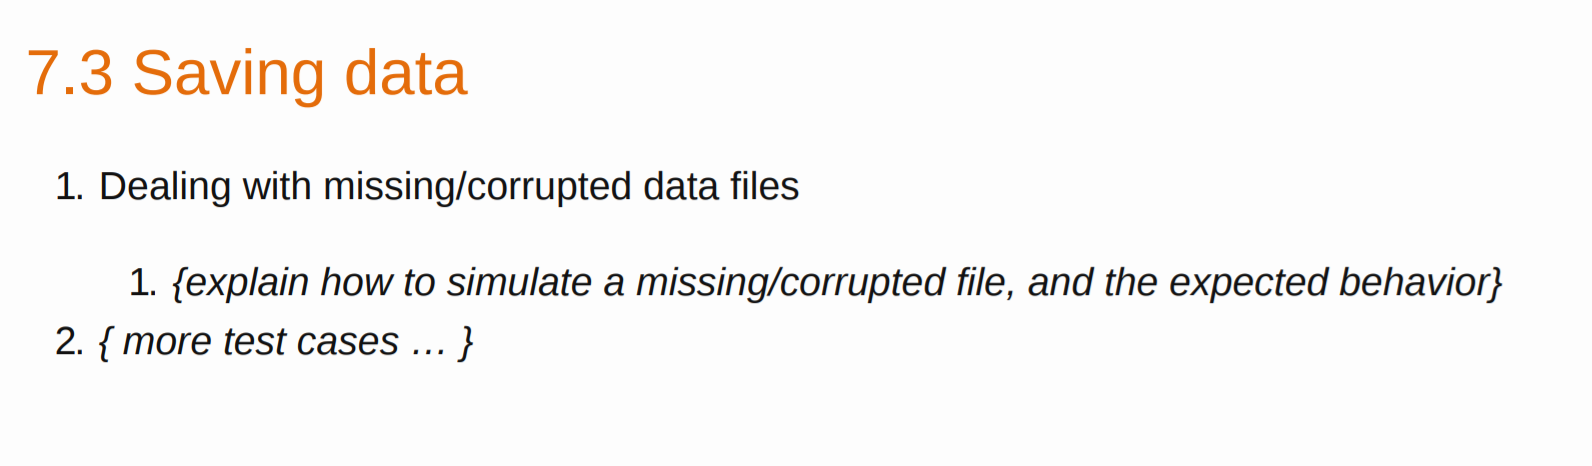 7.3 Saving data
1. Dealing with missing/corrupted data files
1. {explain how to simulate a missing/corrupted file, and the expected behavior}
2. { more test cases … }